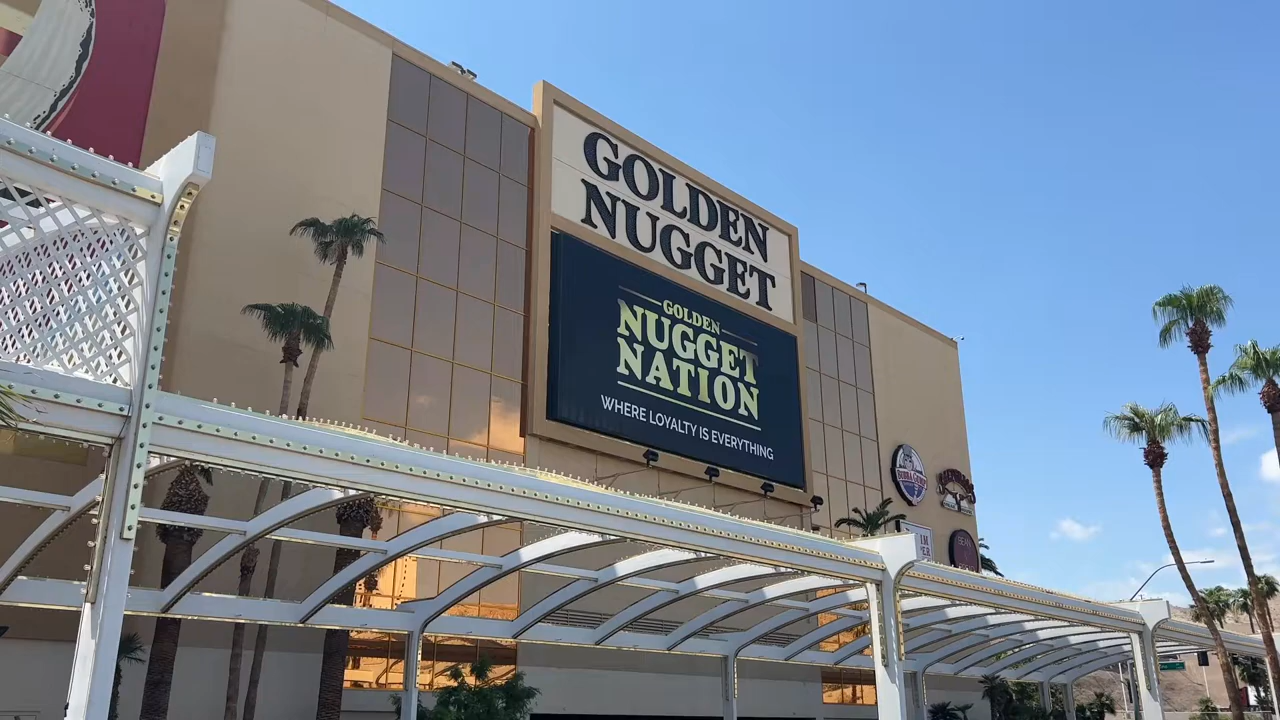 GOLDEN
NUGGET
GOLDEN
NUGGET
NATION
WHERE LOYALTY IS EVERYTHING